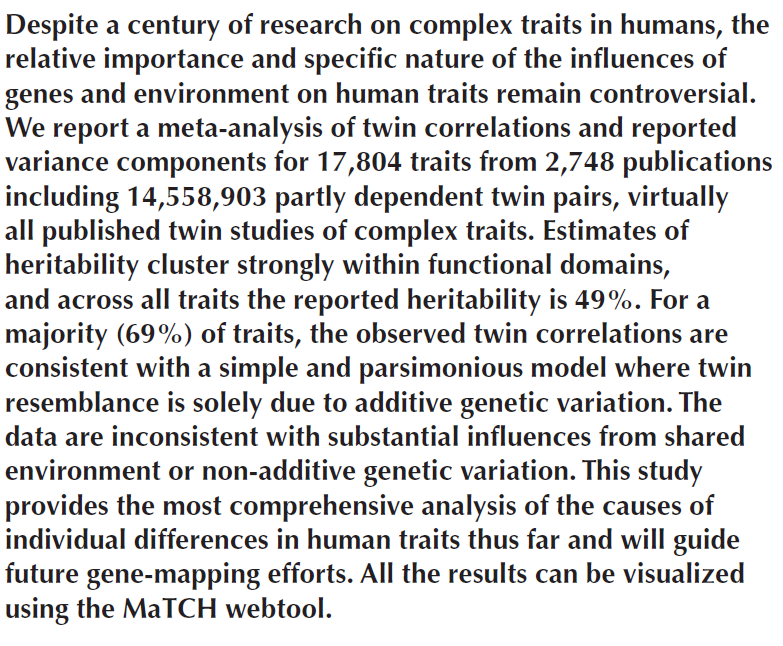 Despite a century of research on complex traits in humans, the
relative importance and specific nature of the influences of
genes and environment on human traits remain controversial.
We report a meta-analysis of twin correlations and reported
variance components for 17,804 traits from 2,748 publications
including 14,558,903 partly dependent twin pairs, virtually
all published twin studies of complex traits. Estimates of
heritability cluster strongly within functional domains,
and across all traits the reported heritability is 49%. For a
majority (69%) of traits, the observed twin correlations are
consistent with a simple and parsimonious model where twin
resemblance is solely due to additive genetic variation. The
data are inconsistent with substantial influences from shared
environment or non-additive genetic variation. This study
provides the most comprehensive analysis of the causes of
individual differences in human traits thus far and will guide
future gene-mapping efforts. All the results can be visualized
using the MaTCH webtool.